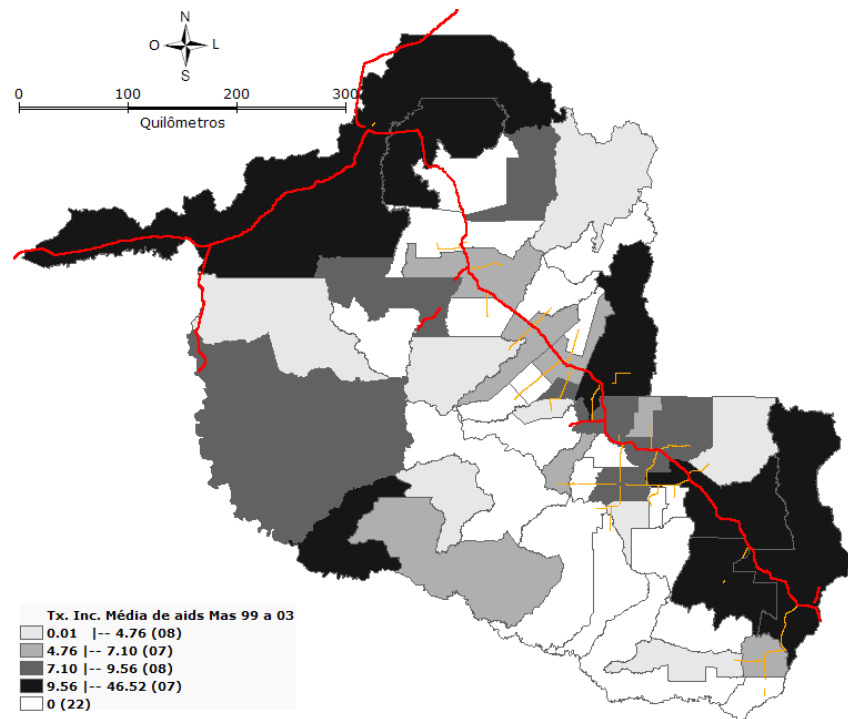 N
O L
S
0 100 200 300
Quilômetros
Tx. Inc. Média de aids Mas 99 a 03
0.01 |-- 4.76 (08)
4.76 |-- 7.10 (07)
7.10 |-- 9.56 (08)
9.56 |-- 46.52 (07)
0 (22)